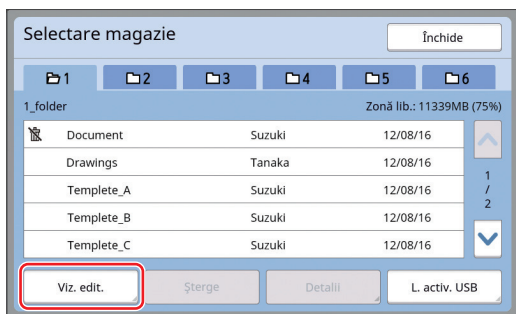 Selectare magazie Închide
1 2 3 4 5 6
1_folder Zonă lib.: 11339MB (75%)
Document Suzuki 12/08/16
Drawings Tanaka 12/08/16
Templete_A Suzuki 12/08/16
Templete_B Suzuki 12/08/16
Templete_C Suzuki 12/08/16
1
/
2
Viz. edit. Șterge Detalii L. activ. USB